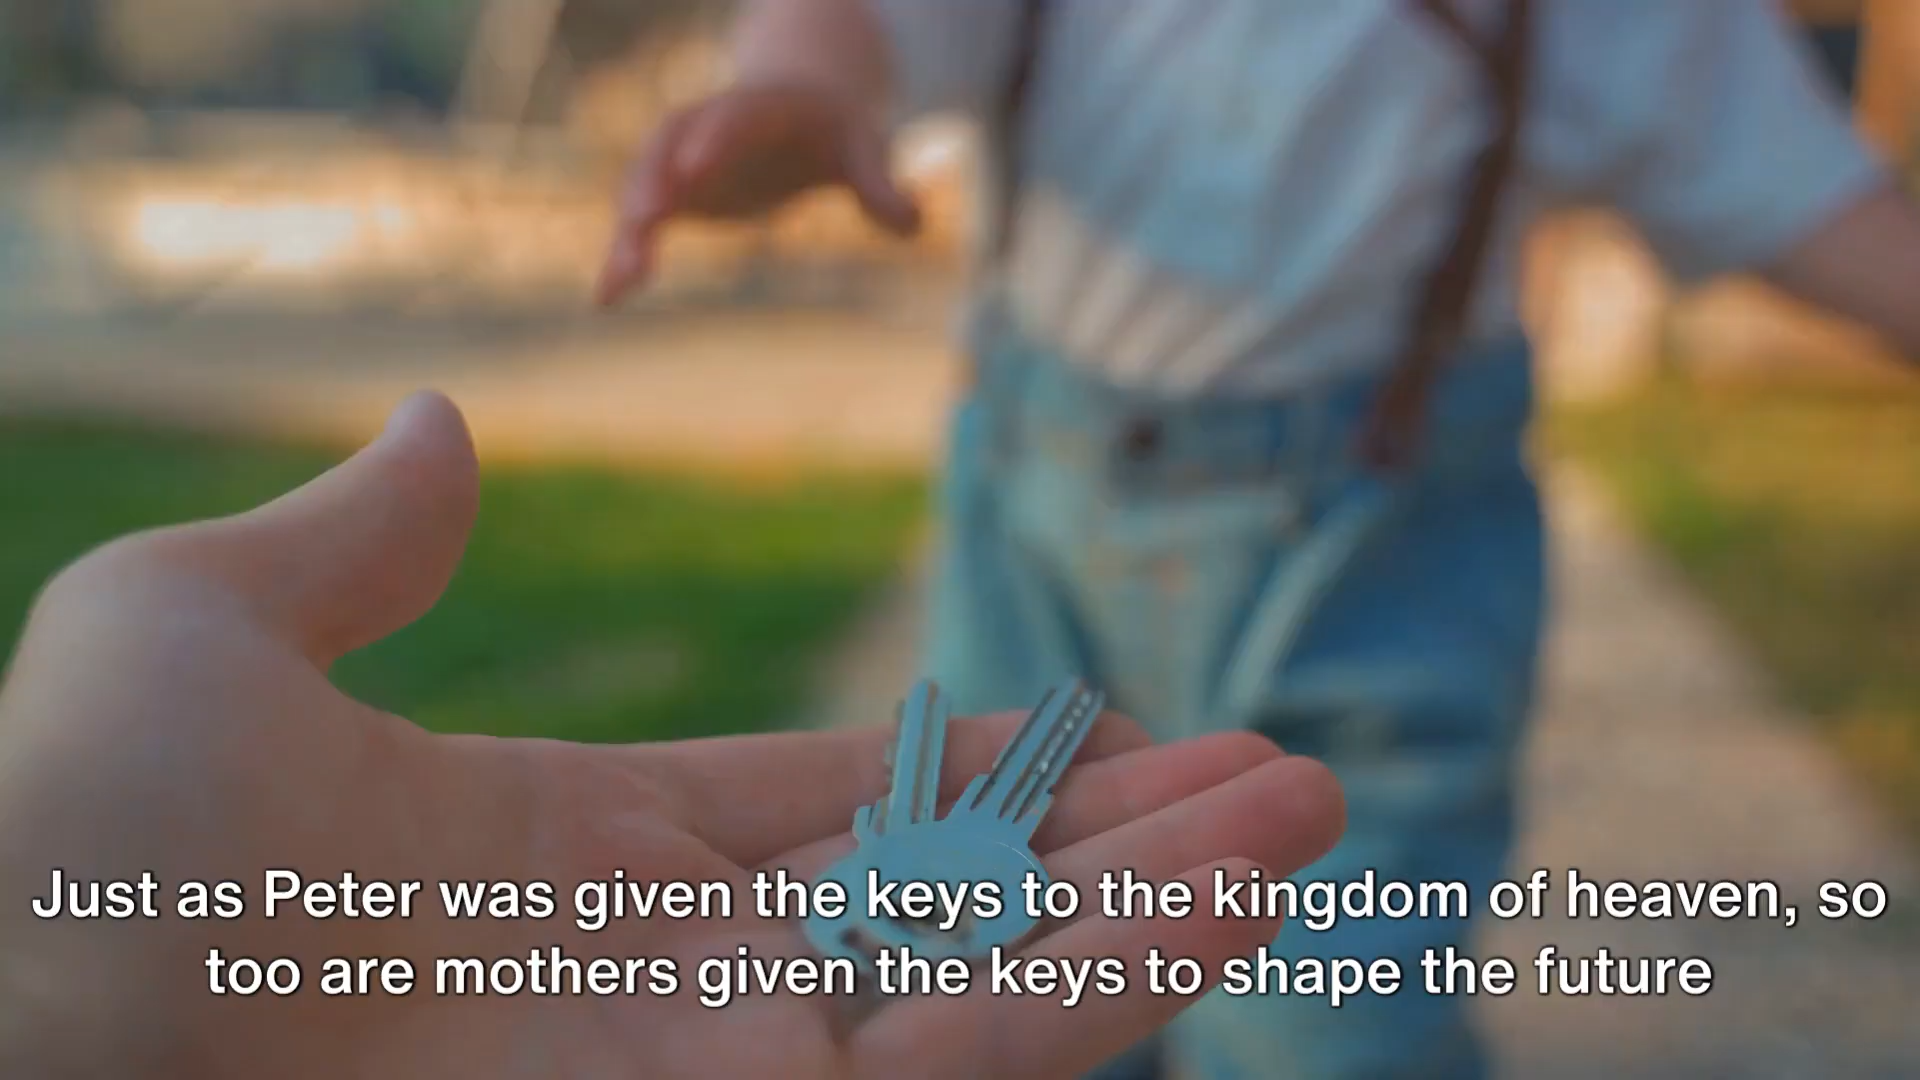 Just as Peter was given the keys to the kingdom of heaven, so
too are mothers given the keys to shape the future